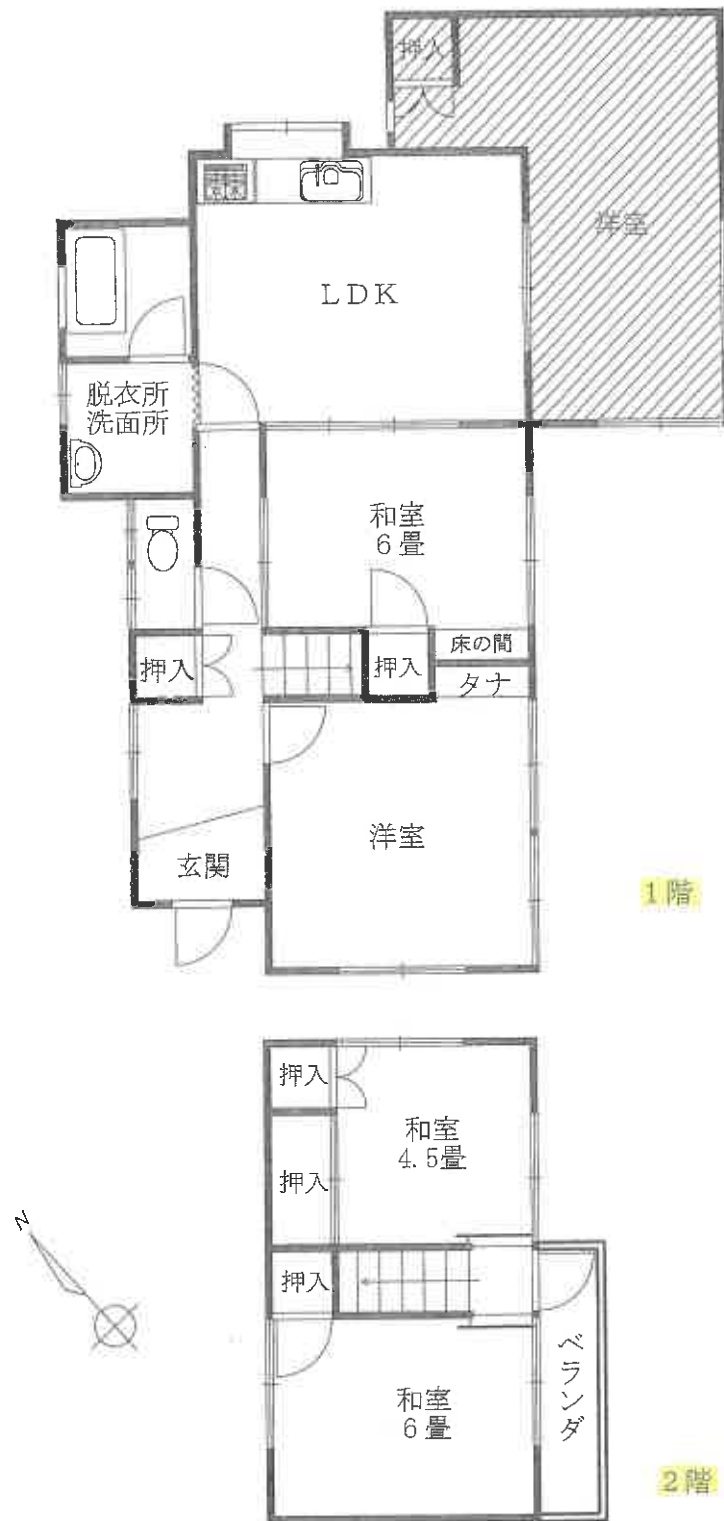 押入
洋室
LDK
脱衣所
洗面所
和室
6畳
床の間
押入
押入
タナ
洋室
玄関
1階
押入
和室
4.5畳
押入
N
押入
和室
6畳
ベランダ
2階